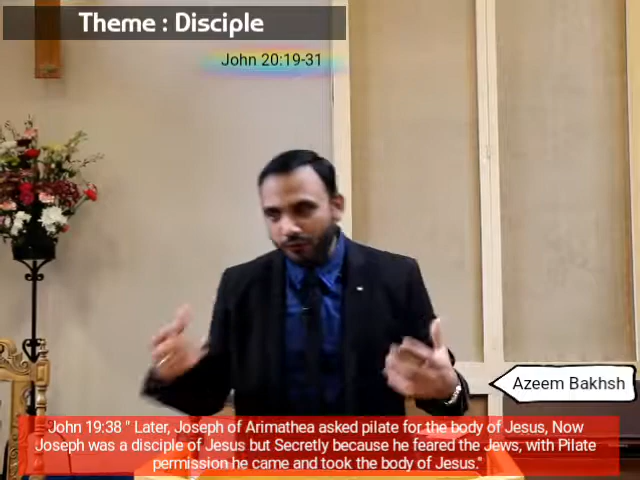 Theme : Disciple
John 20:19-31
Azeem Bakhsh
John 19:38 " Later, Joseph of Arimathea asked pilate for the body of Jesus, Now
Joseph was a disciple of Jesus but Secretly because he feared the Jews, with Pilate
permission he came and took the body of Jesus."